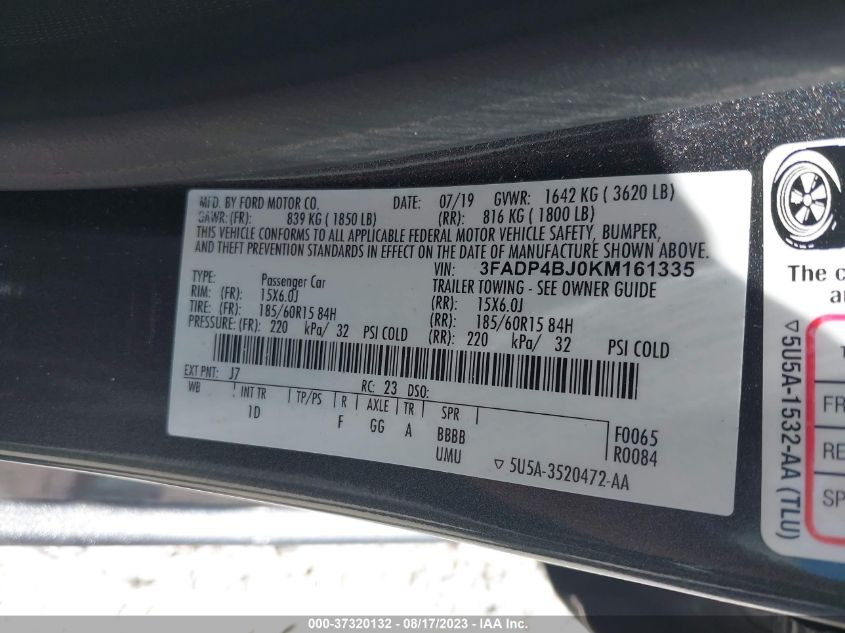 MFD. BY FORD MOTOR CO. DATE: 07/19 GVWR: 1642 KG ( 3620 LB)
GAWR: (FR): 839 KG ( 1850 LB) (RR): 816 KG ( 1800 LB)
THIS VEHICLE CONFORMS TO ALL APPLICABLE FEDERAL MOTOR VEHICLE SAFETY, BUMPER,
AND THEFT PREVENTION STANDARDS IN EFFECT ON THE DATE OF MANUFACTURE SHOWN ABOVE.
VIN: 3FADP4BJ0KM161335
TYPE: Passenger Car TRAILER TOWING - SEE OWNER GUIDE
RIM: (FR): 15X6.0J (RR): 15X6.0J
TIRE: (FR): 185/60R15 84H (RR): 185/60R15 84H
PRESSURE: (FR): 220 kPa/ 32 PSI COLD (RR): 220 kPa/ 32 PSI COLD
EXT PNT: J7 RC: 23 DSO:
WB INT TR TP/PS R AXLE TR SPR
1D F GG A BBBB F0065
UMU R0084
5U5A-3520472-AA
The c
a
5U5A-1532-AA (TLU)
T
FR
RE
SP
000-37320132 - 08/17/2023 - © IAA, Inc.